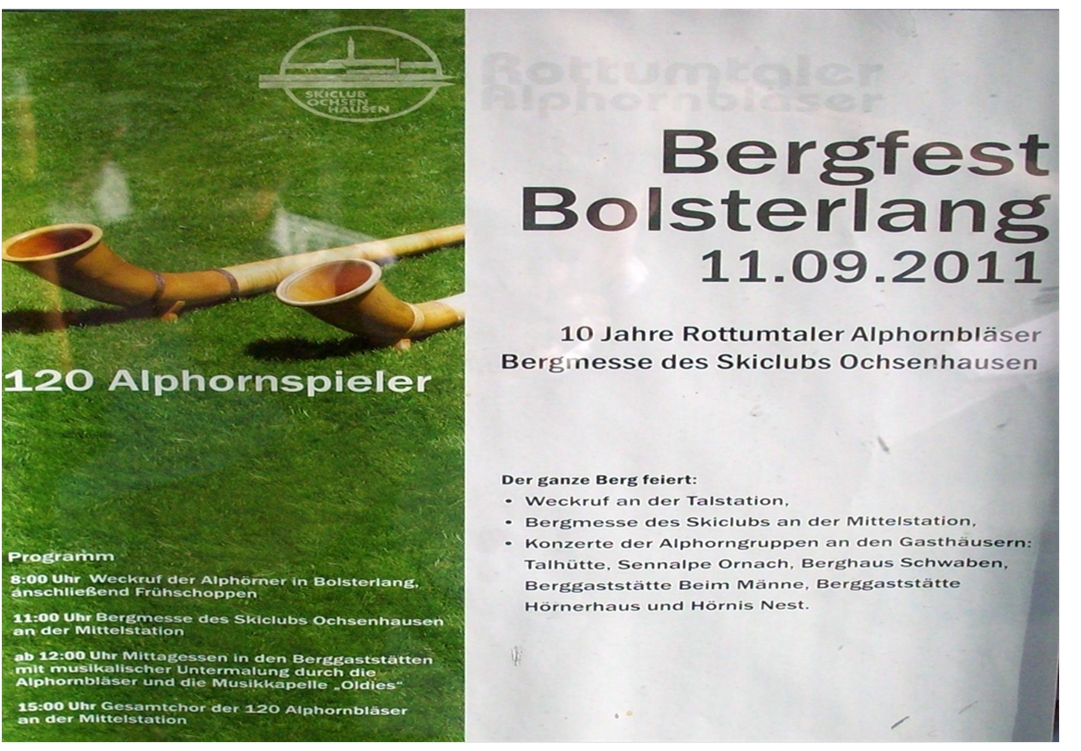 SKICLUB
OCHSEN
HAUSEN
120 Alphornspieler
Programm
8:00 Uhr Weckruf der Alphörner in Bolsterlang,
anschließend Frühschoppen
11:00 Uhr Bergmesse des Skiclubs Ochsenhausen
an der Mittelstation
ab 12:00 Uhr Mittagessen in den Berggaststätten
mit musikalischer Untermalung durch die
Alphornbläser und die Musikkapelle „Oldies“
15:00 Uhr Gesamtchor der 120 Alphornbläser
an der Mittelstation
Rottumtaler
Alphornbläser
Bergfest
Bolsterlang
11.09.2011
10 Jahre Rottumtaler Alphornbläser
Bergmesse des Skiclubs Ochsenhausen
Der ganze Berg feiert:
• Weckruf an der Talstation,
• Bergmesse des Skiclubs an der Mittelstation,
• Konzerte der Alphorngruppen an den Gasthäusern:
Talhütte, Sennalpe Ornach, Berghaus Schwaben,
Berggaststätte Beim Männe, Berggaststätte
Hörnerhaus und Hörnis Nest.